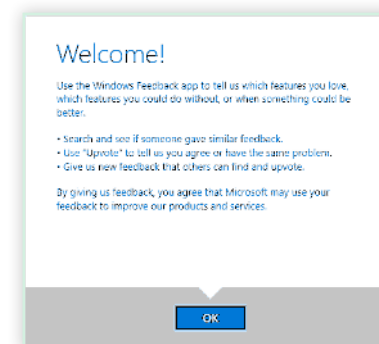 Welcome!
Use the Windows Feedback app to tell us which features you love,
which features you could do without, or when something could be
better.
• Search and see if someone gave similar feedback.
• Use "Upvote" to tell us you agree or have the same problem.
• Give us new feedback that others can find and upvote.
By giving us feedback, you agree that Microsoft may use your
feedback to improve our products and services.
OK